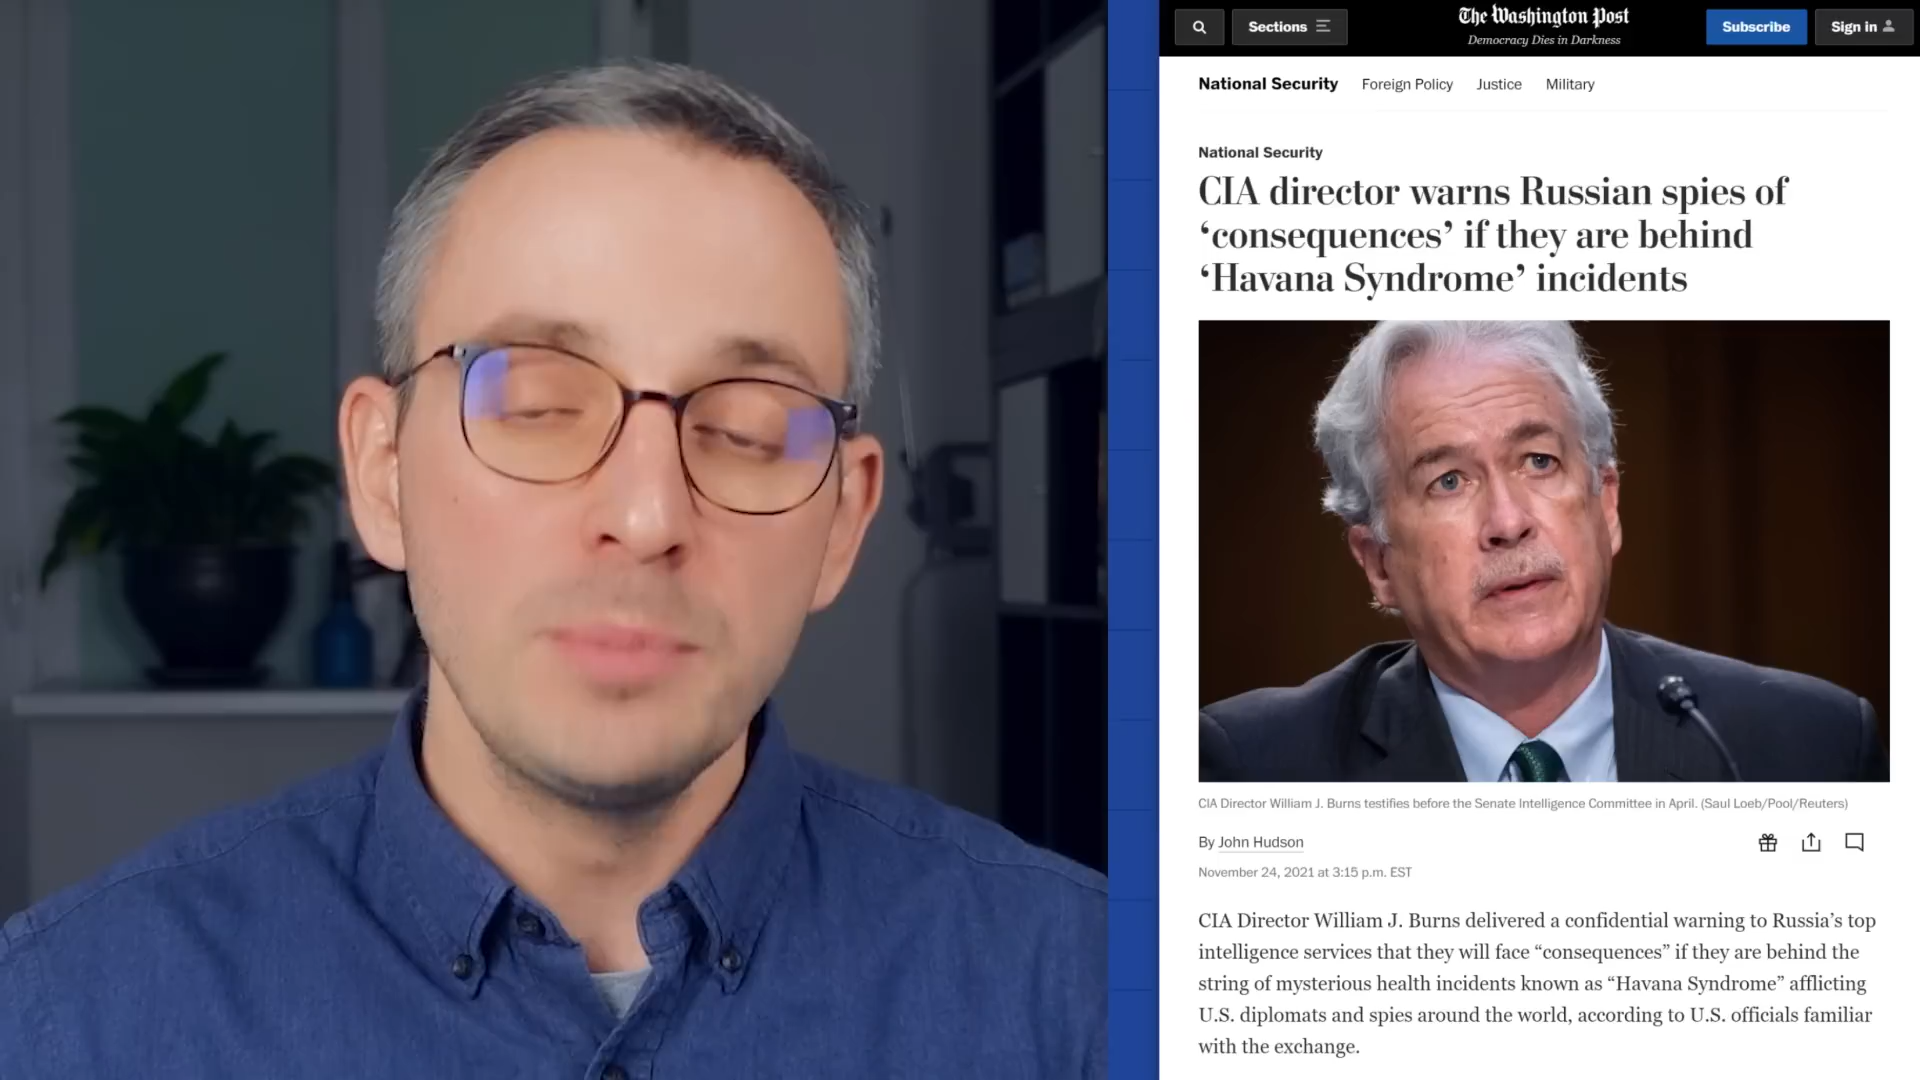 Sections
The Washington Post
Democracy Dies in Darkness
Subscribe
Sign in
National Security Foreign Policy Justice Military
National Security
CIA director warns Russian spies of
‘consequences’ if they are behind
‘Havana Syndrome’ incidents
CIA Director William J. Burns testifies before the Senate Intelligence Committee in April. (Saul Loeb/Pool/Reuters)
By John Hudson
November 24, 2021 at 3:15 p.m. EST
CIA Director William J. Burns delivered a confidential warning to Russia’s top
intelligence services that they will face “consequences” if they are behind the
string of mysterious health incidents known as “Havana Syndrome” afflicting
U.S. diplomats and spies around the world, according to U.S. officials familiar
with the exchange.